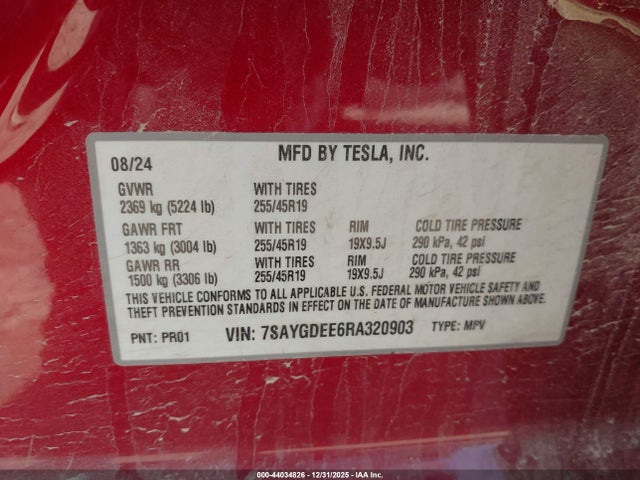 08/24 MFD BY TESLA, INC.
GVWR WITH TIRES
2369 kg (5224 lb) 255/45R19
GAWR FRT WITH TIRES RIM COLD TIRE PRESSURE
1363 kg (3004 lb) 255/45R19 19X9.5J 290 kPa, 42 psi
GAWR RR WITH TIRES RIM COLD TIRE PRESSURE
1500 kg (3306 lb) 255/45R19 19X9.5J 290 kPa, 42 psi
THIS VEHICLE CONFORMS TO ALL APPLICABLE U.S. FEDERAL MOTOR VEHICLE SAFETY AND
THEFT PREVENTION STANDARDS IN EFFECT ON THE DATE OF MANUFACTURE SHOWN ABOVE.
PNT: PR01 VIN: 7SAYGDEE6RA320903 TYPE: MPV
000-44034826 - 12/31/2025 - IAA Inc.